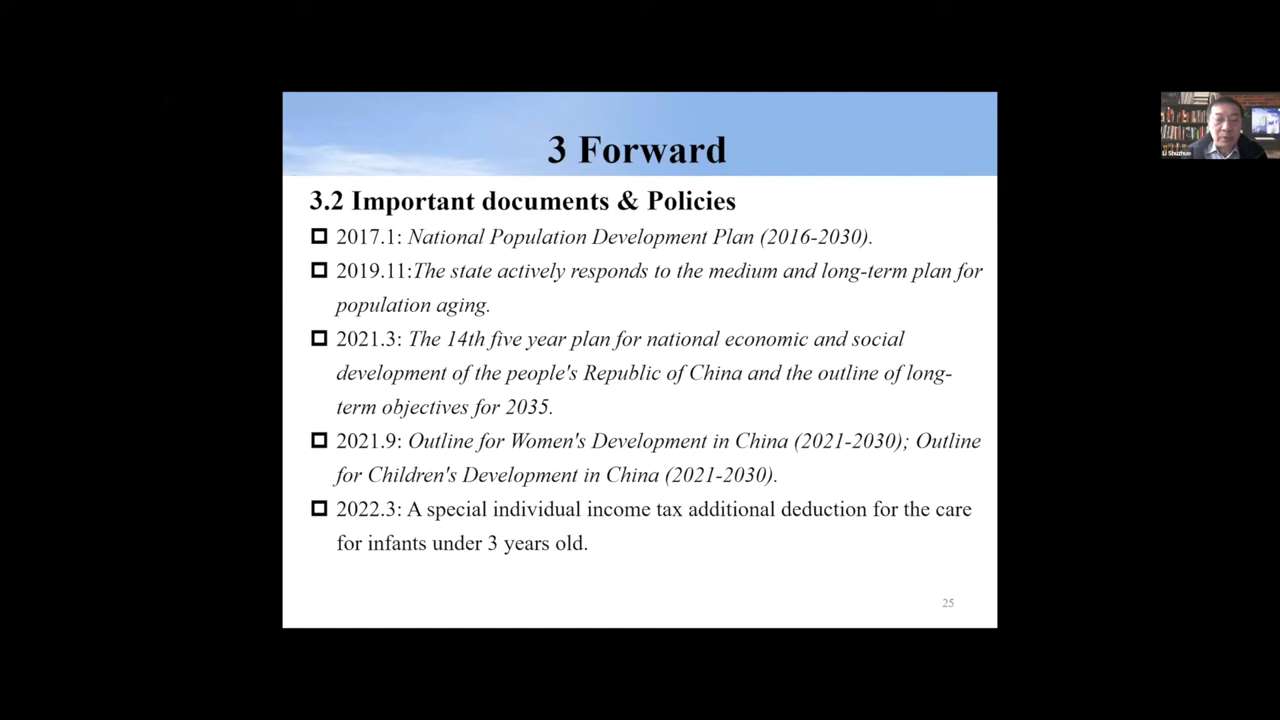 3 Forward
3.2 Important documents & Policies
2017.1: National Population Development Plan (2016-2030).
2019.11:The state actively responds to the medium and long-term plan for
population aging.
2021.3: The 14th five year plan for national economic and social
development of the people's Republic of China and the outline of long-
term objectives for 2035.
2021.9: Outline for Women's Development in China (2021-2030); Outline
for Children's Development in China (2021-2030).
2022.3: A special individual income tax additional deduction for the care
for infants under 3 years old.
25
Li Shuzhuo